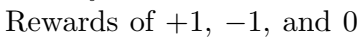 Rewards of +1, −1, and 0